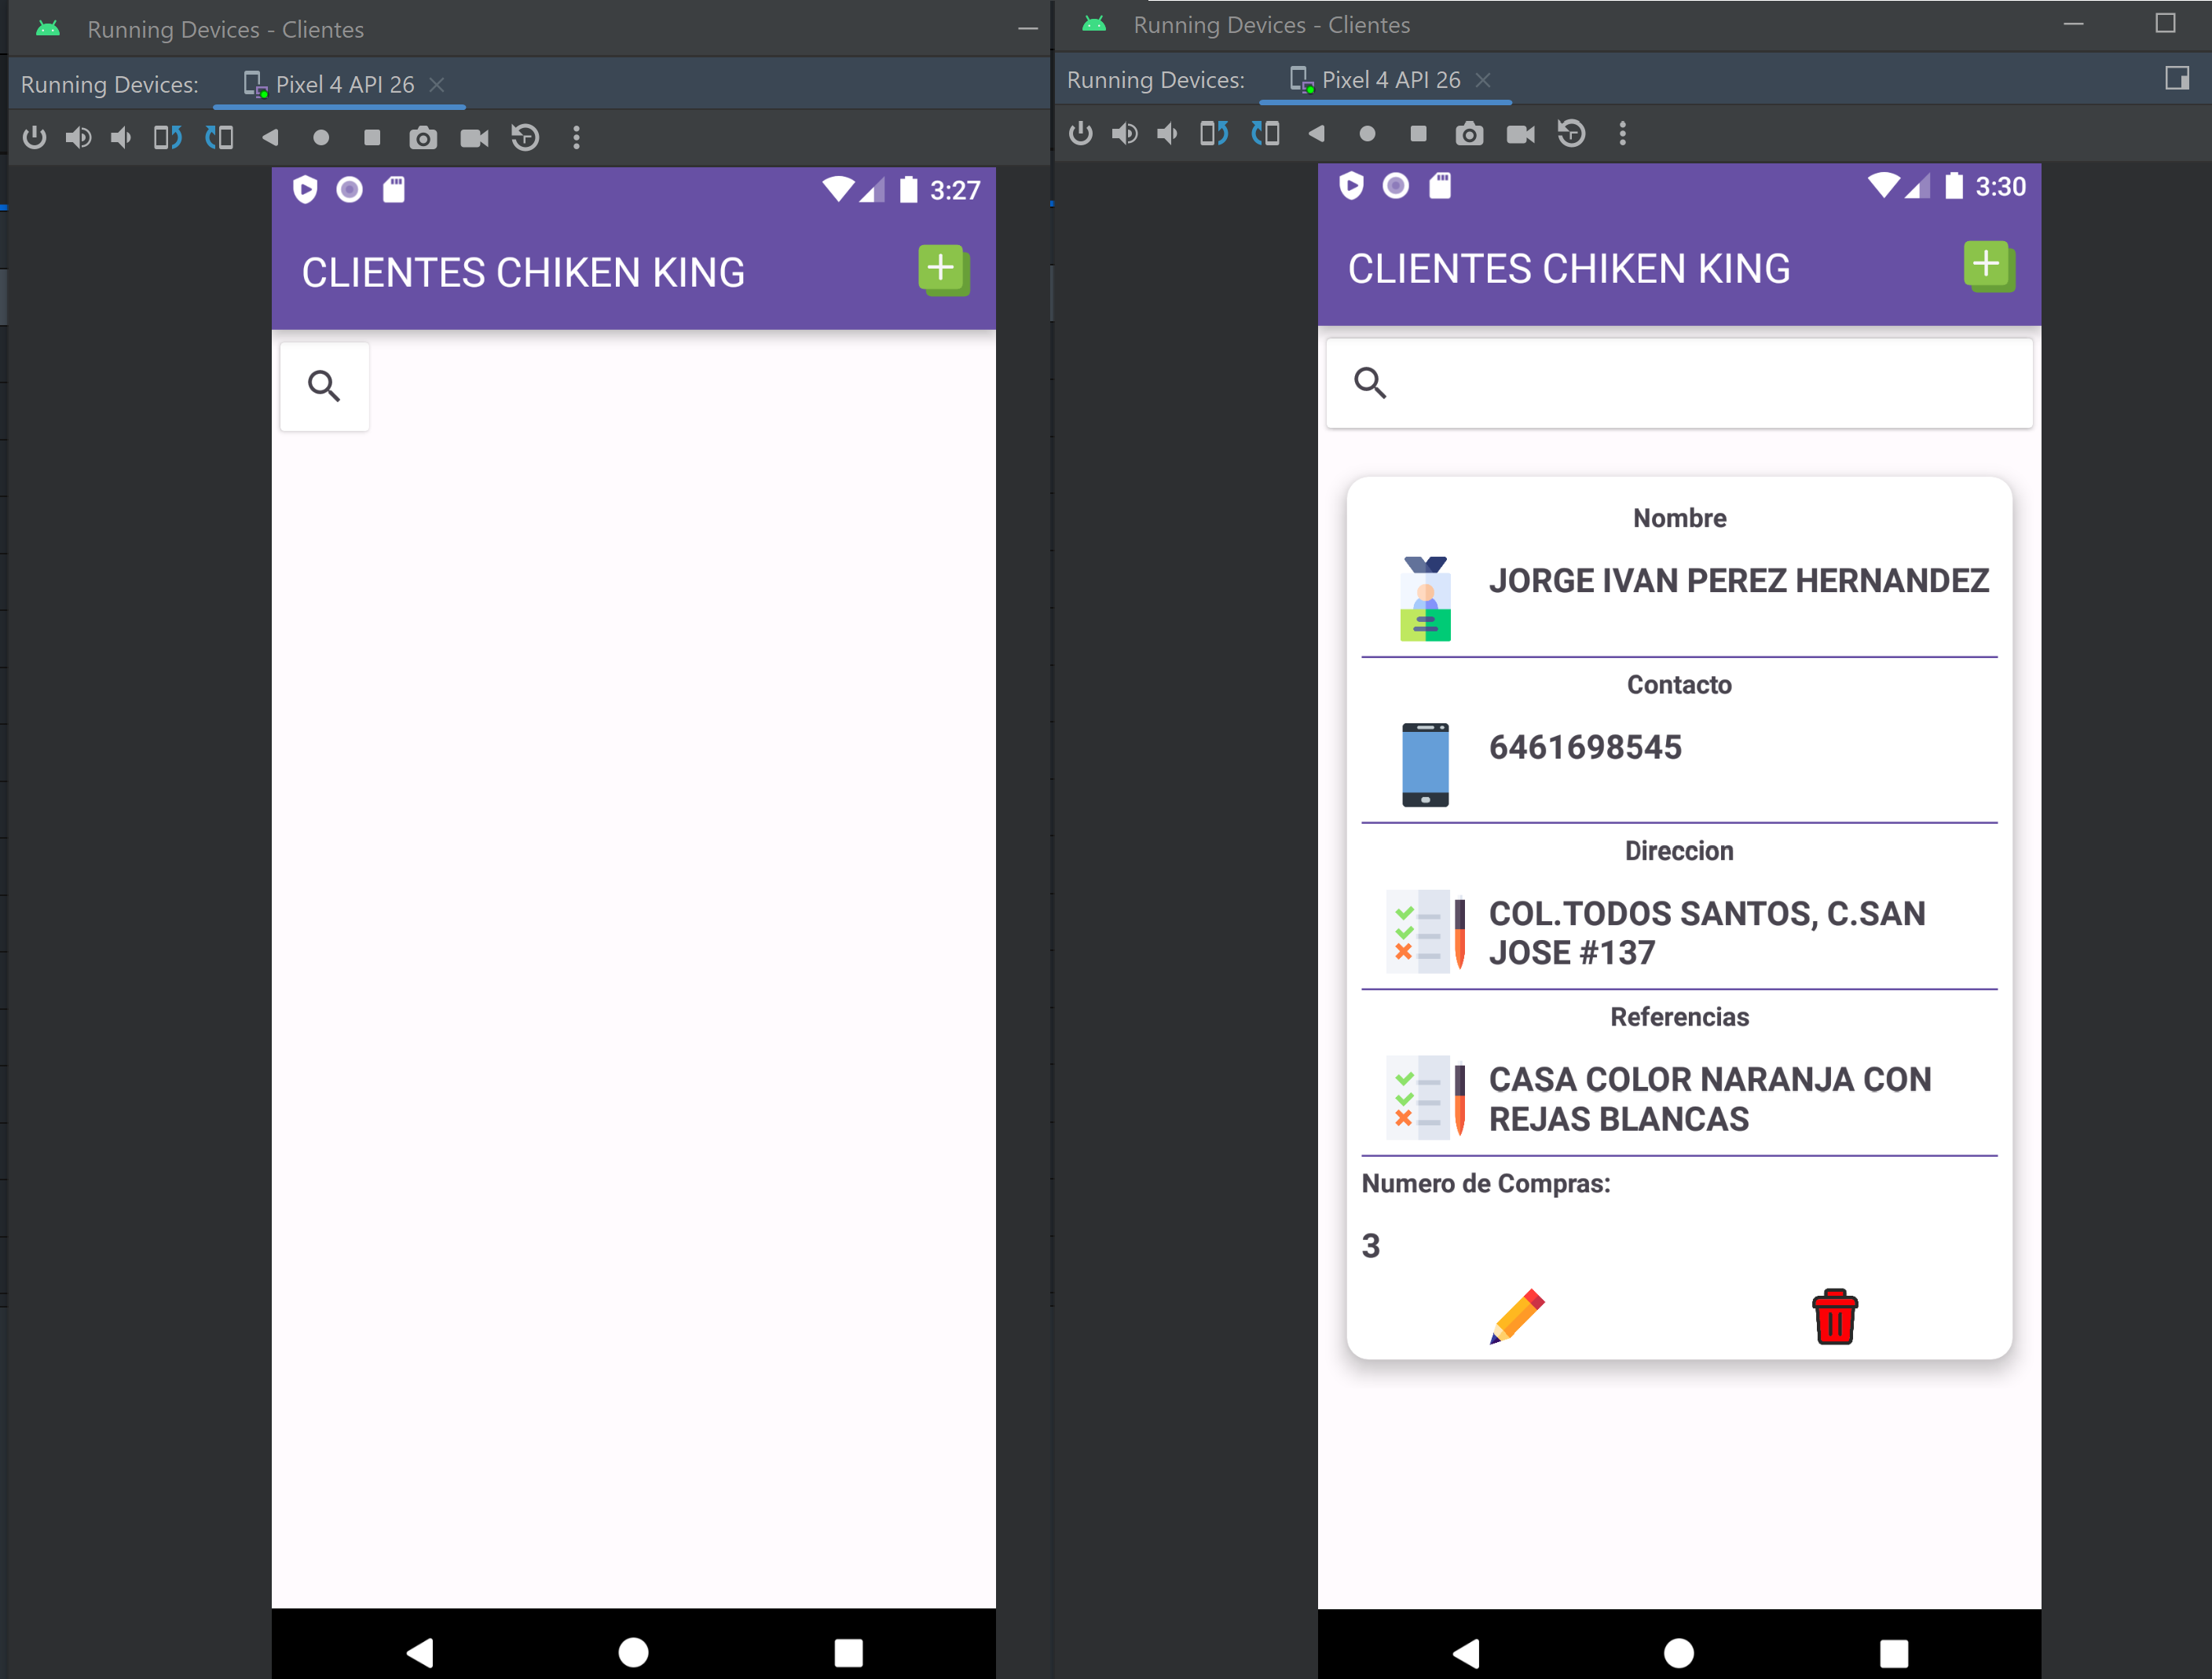 Running Devices - Clientes
Running Devices:
Pixel 4 API 26
3:27
CLIENTES CHIKEN KING
Running Devices - Clientes
Running Devices:
Pixel 4 API 26
3:30
CLIENTES CHIKEN KING
Nombre
JORGE IVAN PEREZ HERNANDEZ
Contacto
6461698545
Direccion
COL.TODOS SANTOS, C.SAN
JOSE #137
Referencias
CASA COLOR NARANJA CON
REJAS BLANCAS
Numero de Compras:
3